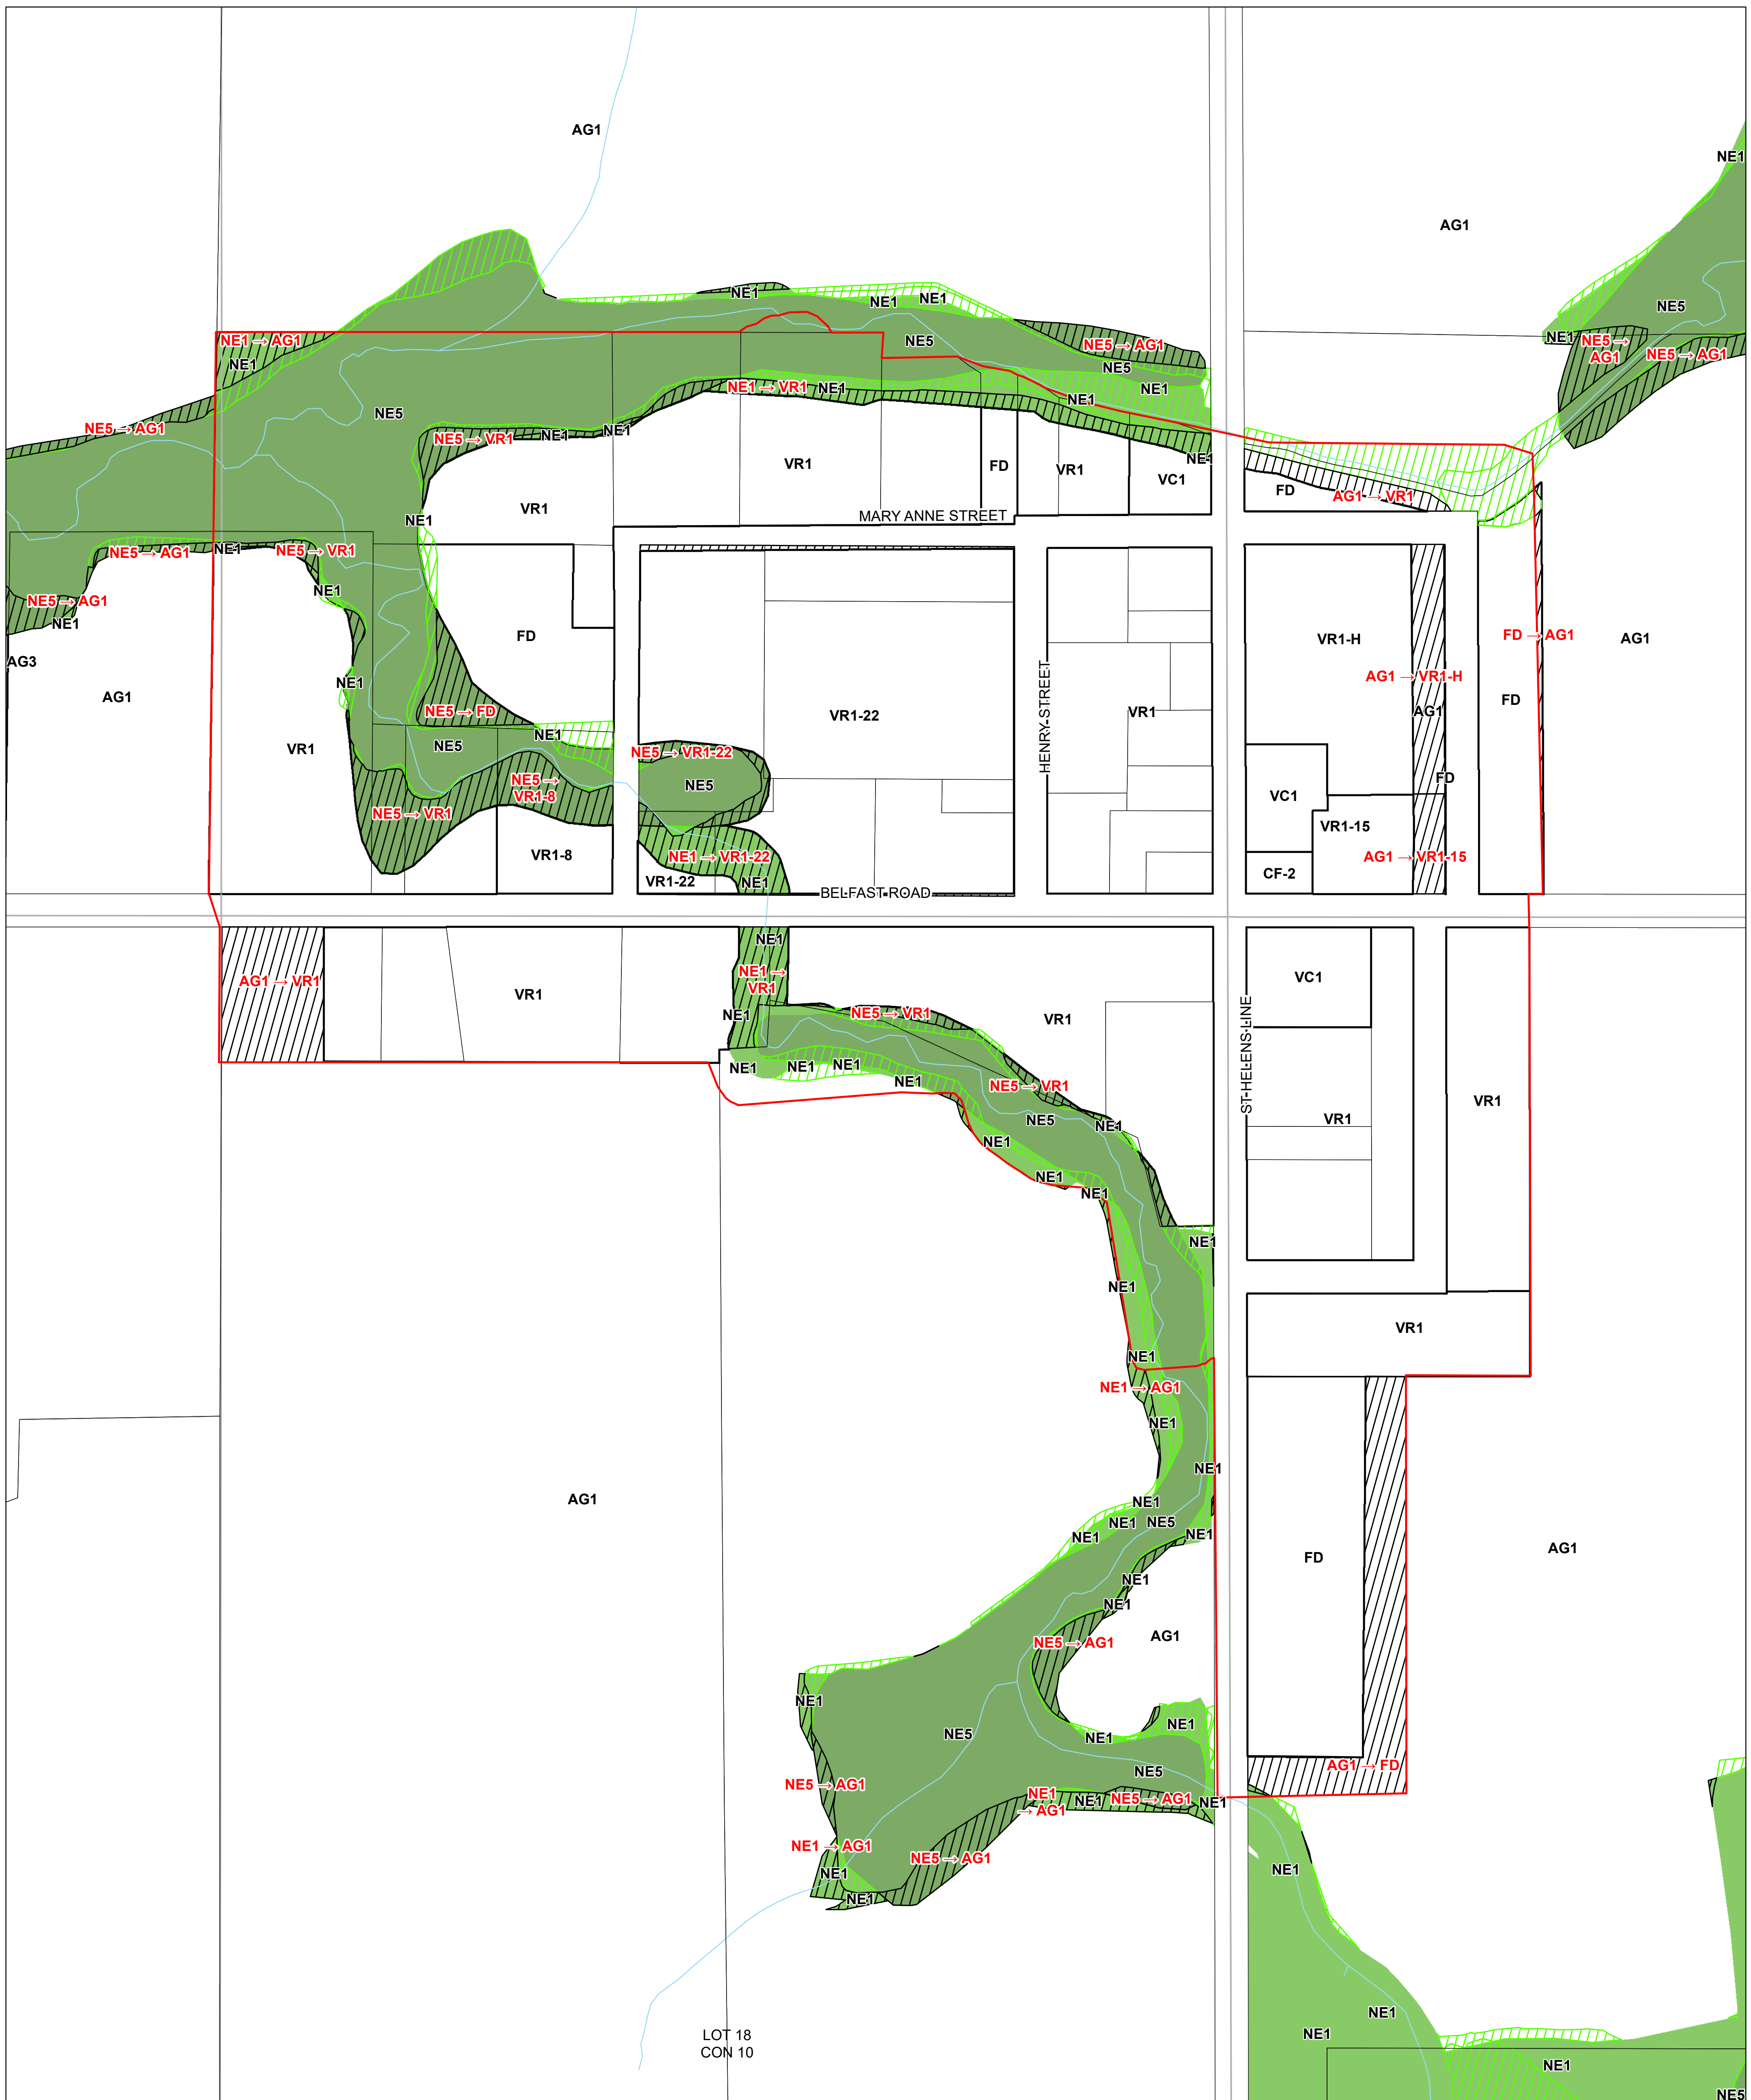 AG1
NE1
AG1
NE1
NE1
NE1
NE5
NE5
NE1
NE1 → AG1
NE5 → AG1
NE5 →
AG1
NE5 → AG1
NE1
NE5
NE1
NE1 → VR1
NE1
NE1
NE5
NE5 → AG1
NE5 → VR1
NE1
NE1
NE1
VR1
FD
VR1
VC1
FD
AG1 → VR1
VR1
MARY ANNE STREET
NE1
NE5 → AG1
NE1
NE5 → VR1
NE1
NE5 → AG1
NE1
AG3
AG1
FD
VR1-H
FD → AG1
AG1
AG1 → VR1-H
NE1
HENRY STREET
FD
NE5 → FD
VR1-22
VR1
AG1
NE1
VR1
NE5
NE5 → VR1-22
NE5 →
VR1-8
NE5
FD
VC1
NE5 → VR1
VR1-15
VR1-8
NE1 → VR1-22
AG1 → VR1-15
CF-2
VR1-22
NE1
BELFAST ROAD
NE1
AG1 → VR1
NE1 →
VR1
VC1
VR1
NE1
NE5 → VR1
VR1
ST HELENS LINE
NE1
NE1
NE1
NE1
NE5 → VR1
VR1
NE5
NE1
VR1
NE1
NE1
NE1
NE1
NE1
VR1
NE1
NE1 → AG1
NE1
NE1
AG1
NE1
NE1
NE5
NE1
NE1
AG1
FD
NE1
NE1
AG1
NE5 → AG1
NE1
NE5
NE1
NE1
NE5
AG1 → FD
NE5 → AG1
NE1
→ AG1
NE1
NE5 → AG1
NE1
NE1 → AG1
NE5 → AG1
NE1
NE1
NE1
NE1
LOT 18
CON 10
NE1
NE1
NE5